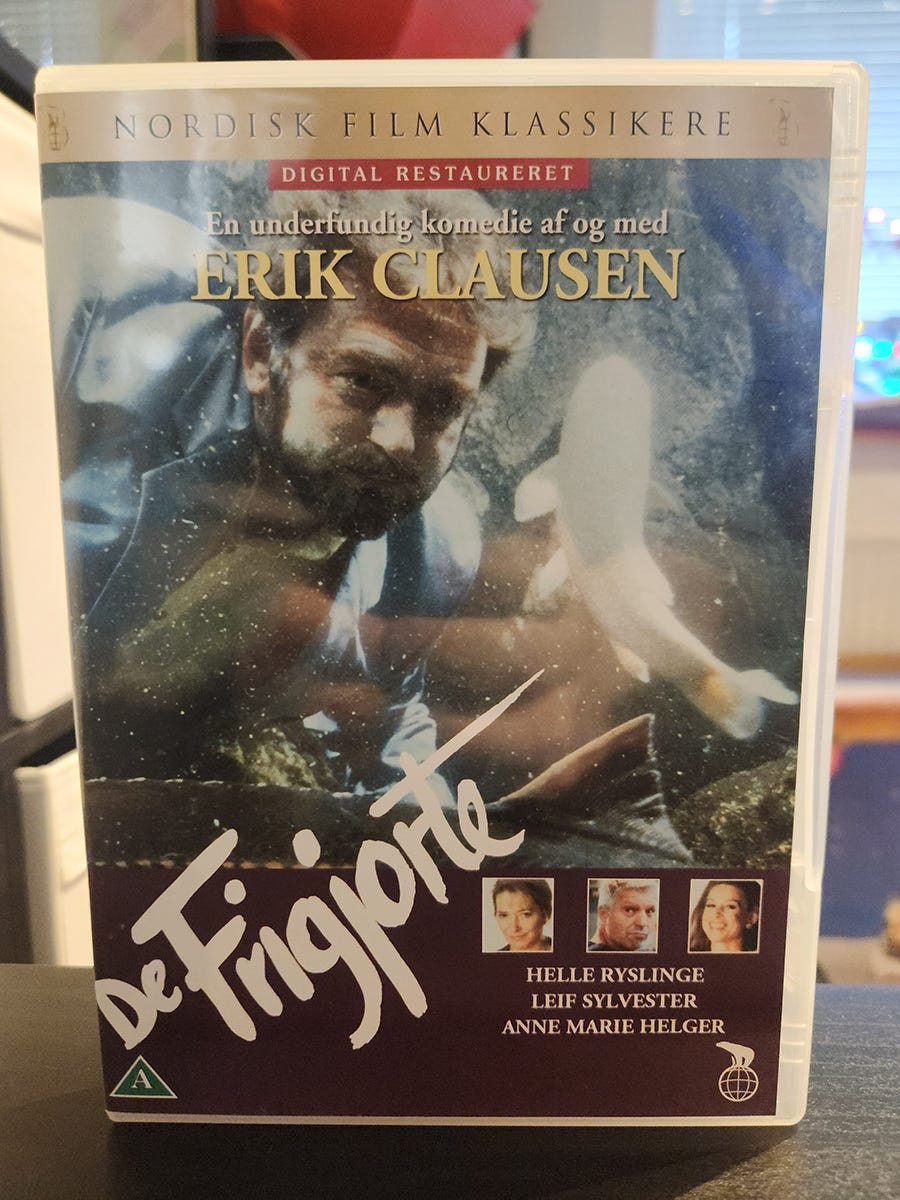 NORDISK FILM KLASSIKERE
DIGITAL RESTAURERET
En underfundig komedie af og med
ERIK CLAUSEN
De Frigjorte
HELLE RYSLINGE
LEIF SYLVESTER
ANNE MARIE HELGER
A